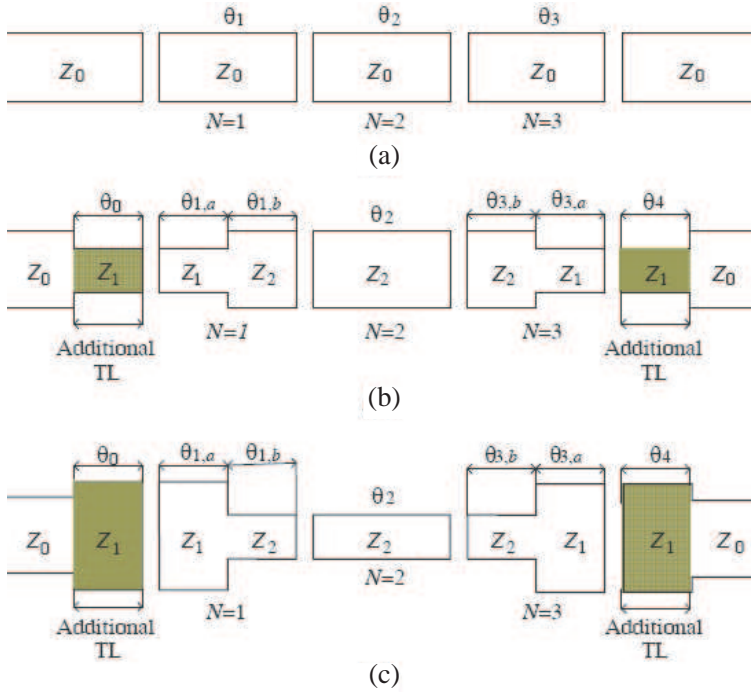 θ1 θ2 θ3
Z0 Z0 Z0 Z0 Z0
N=1 N=2 N=3
(a)
θ0 θ1,a θ1,b θ2 θ3,b θ3,a θ4
Z0 Z1 Z1 Z2 Z2 Z2 Z1 Z1 Z0
N=1 N=2 N=3
Additional TL Additional TL
(b)
θ0 θ1,a θ1,b θ2 θ3,b θ3,a θ4
Z0 Z1 Z1 Z2 Z2 Z2 Z1 Z1 Z0
N=1 N=2 N=3
Additional TL Additional TL
(c)